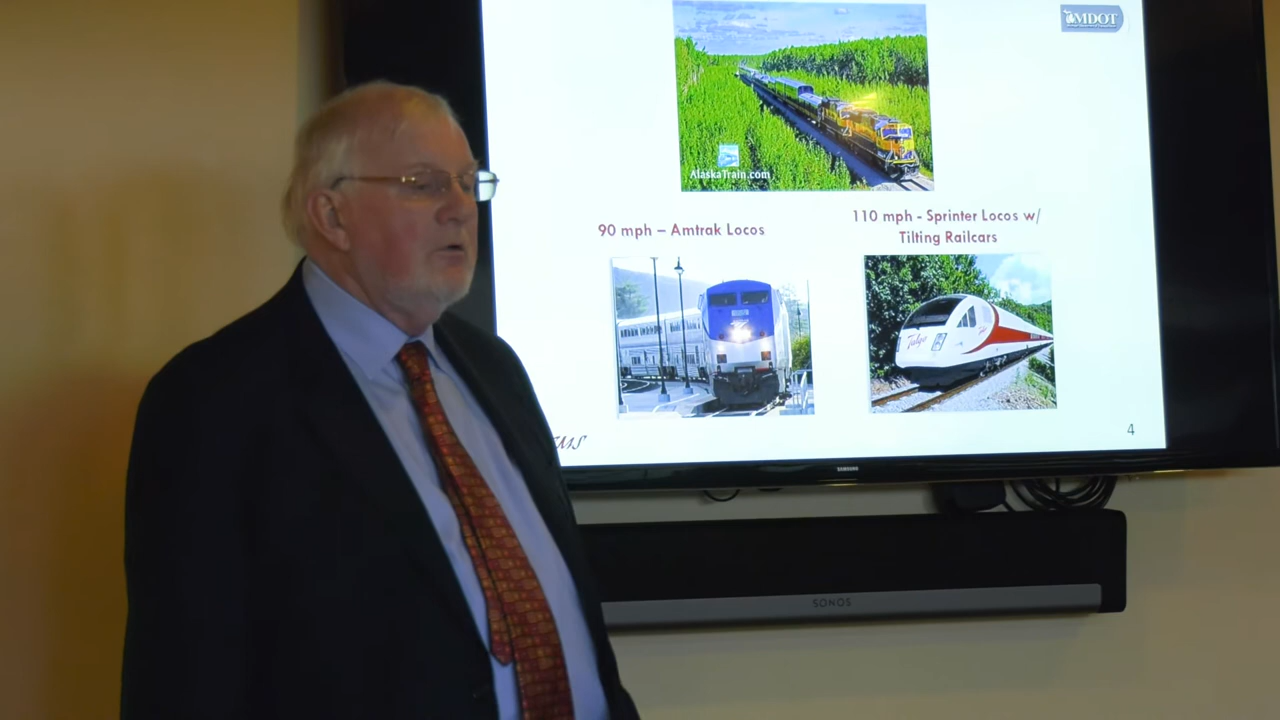 MDOT
AlaskaTrain.com
90 mph – Amtrak Locos
110 mph - Sprinter Locos w/
Tilting Railcars
Talgo
4
SAMSUNG
SONOS